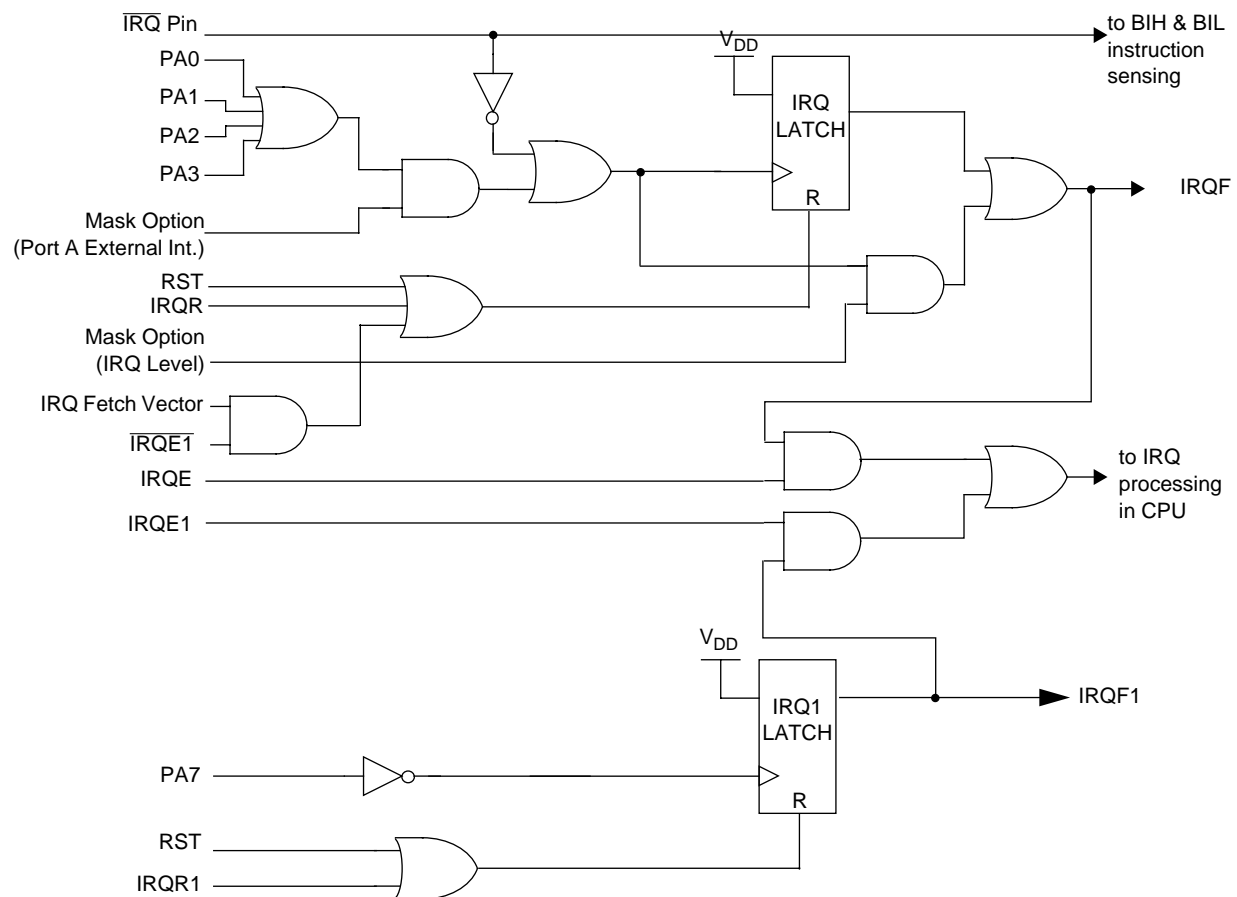 IRQ Pin
to BIH & BIL
instruction
sensing
PA0
PA1
PA2
PA3
VDD
IRQ
LATCH
R
IRQF
Mask Option
(Port A External Int.)
RST
IRQR
Mask Option
(IRQ Level)
IRQ Fetch Vector
IRQE1
IRQE
to IRQ
processing
in CPU
IRQE1
VDD
IRQ1
LATCH
R
IRQF1
PA7
RST
IRQR1